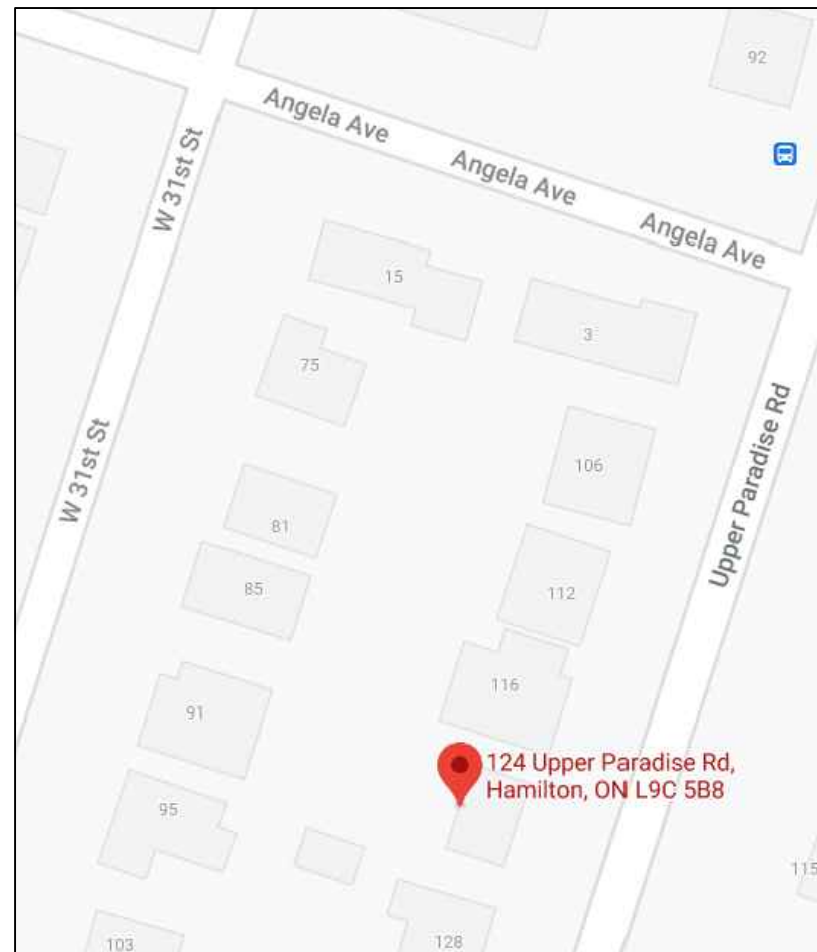 92
Angela Ave
Angela Ave
Angela Ave
W 31st St
15
3
75
Upper Paradise Rd
W 31st St
106
81
85
112
116
91
124 Upper Paradise Rd,
Hamilton, ON L9C 5B8
95
115
103
128